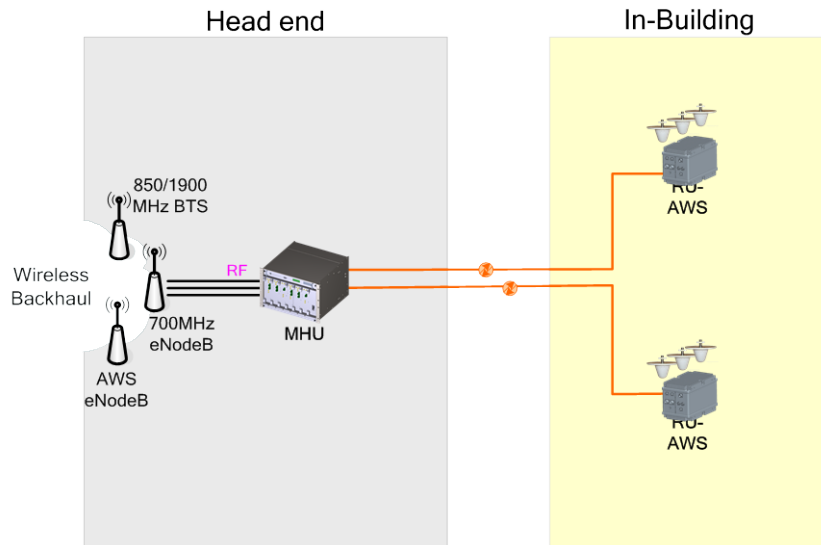 Head end
In-Building
850/1900
MHz BTS
Wireless
Backhaul
RF
700MHz
eNodeB
MHU
AWS
eNodeB
RU-
AWS
RU-
AWS